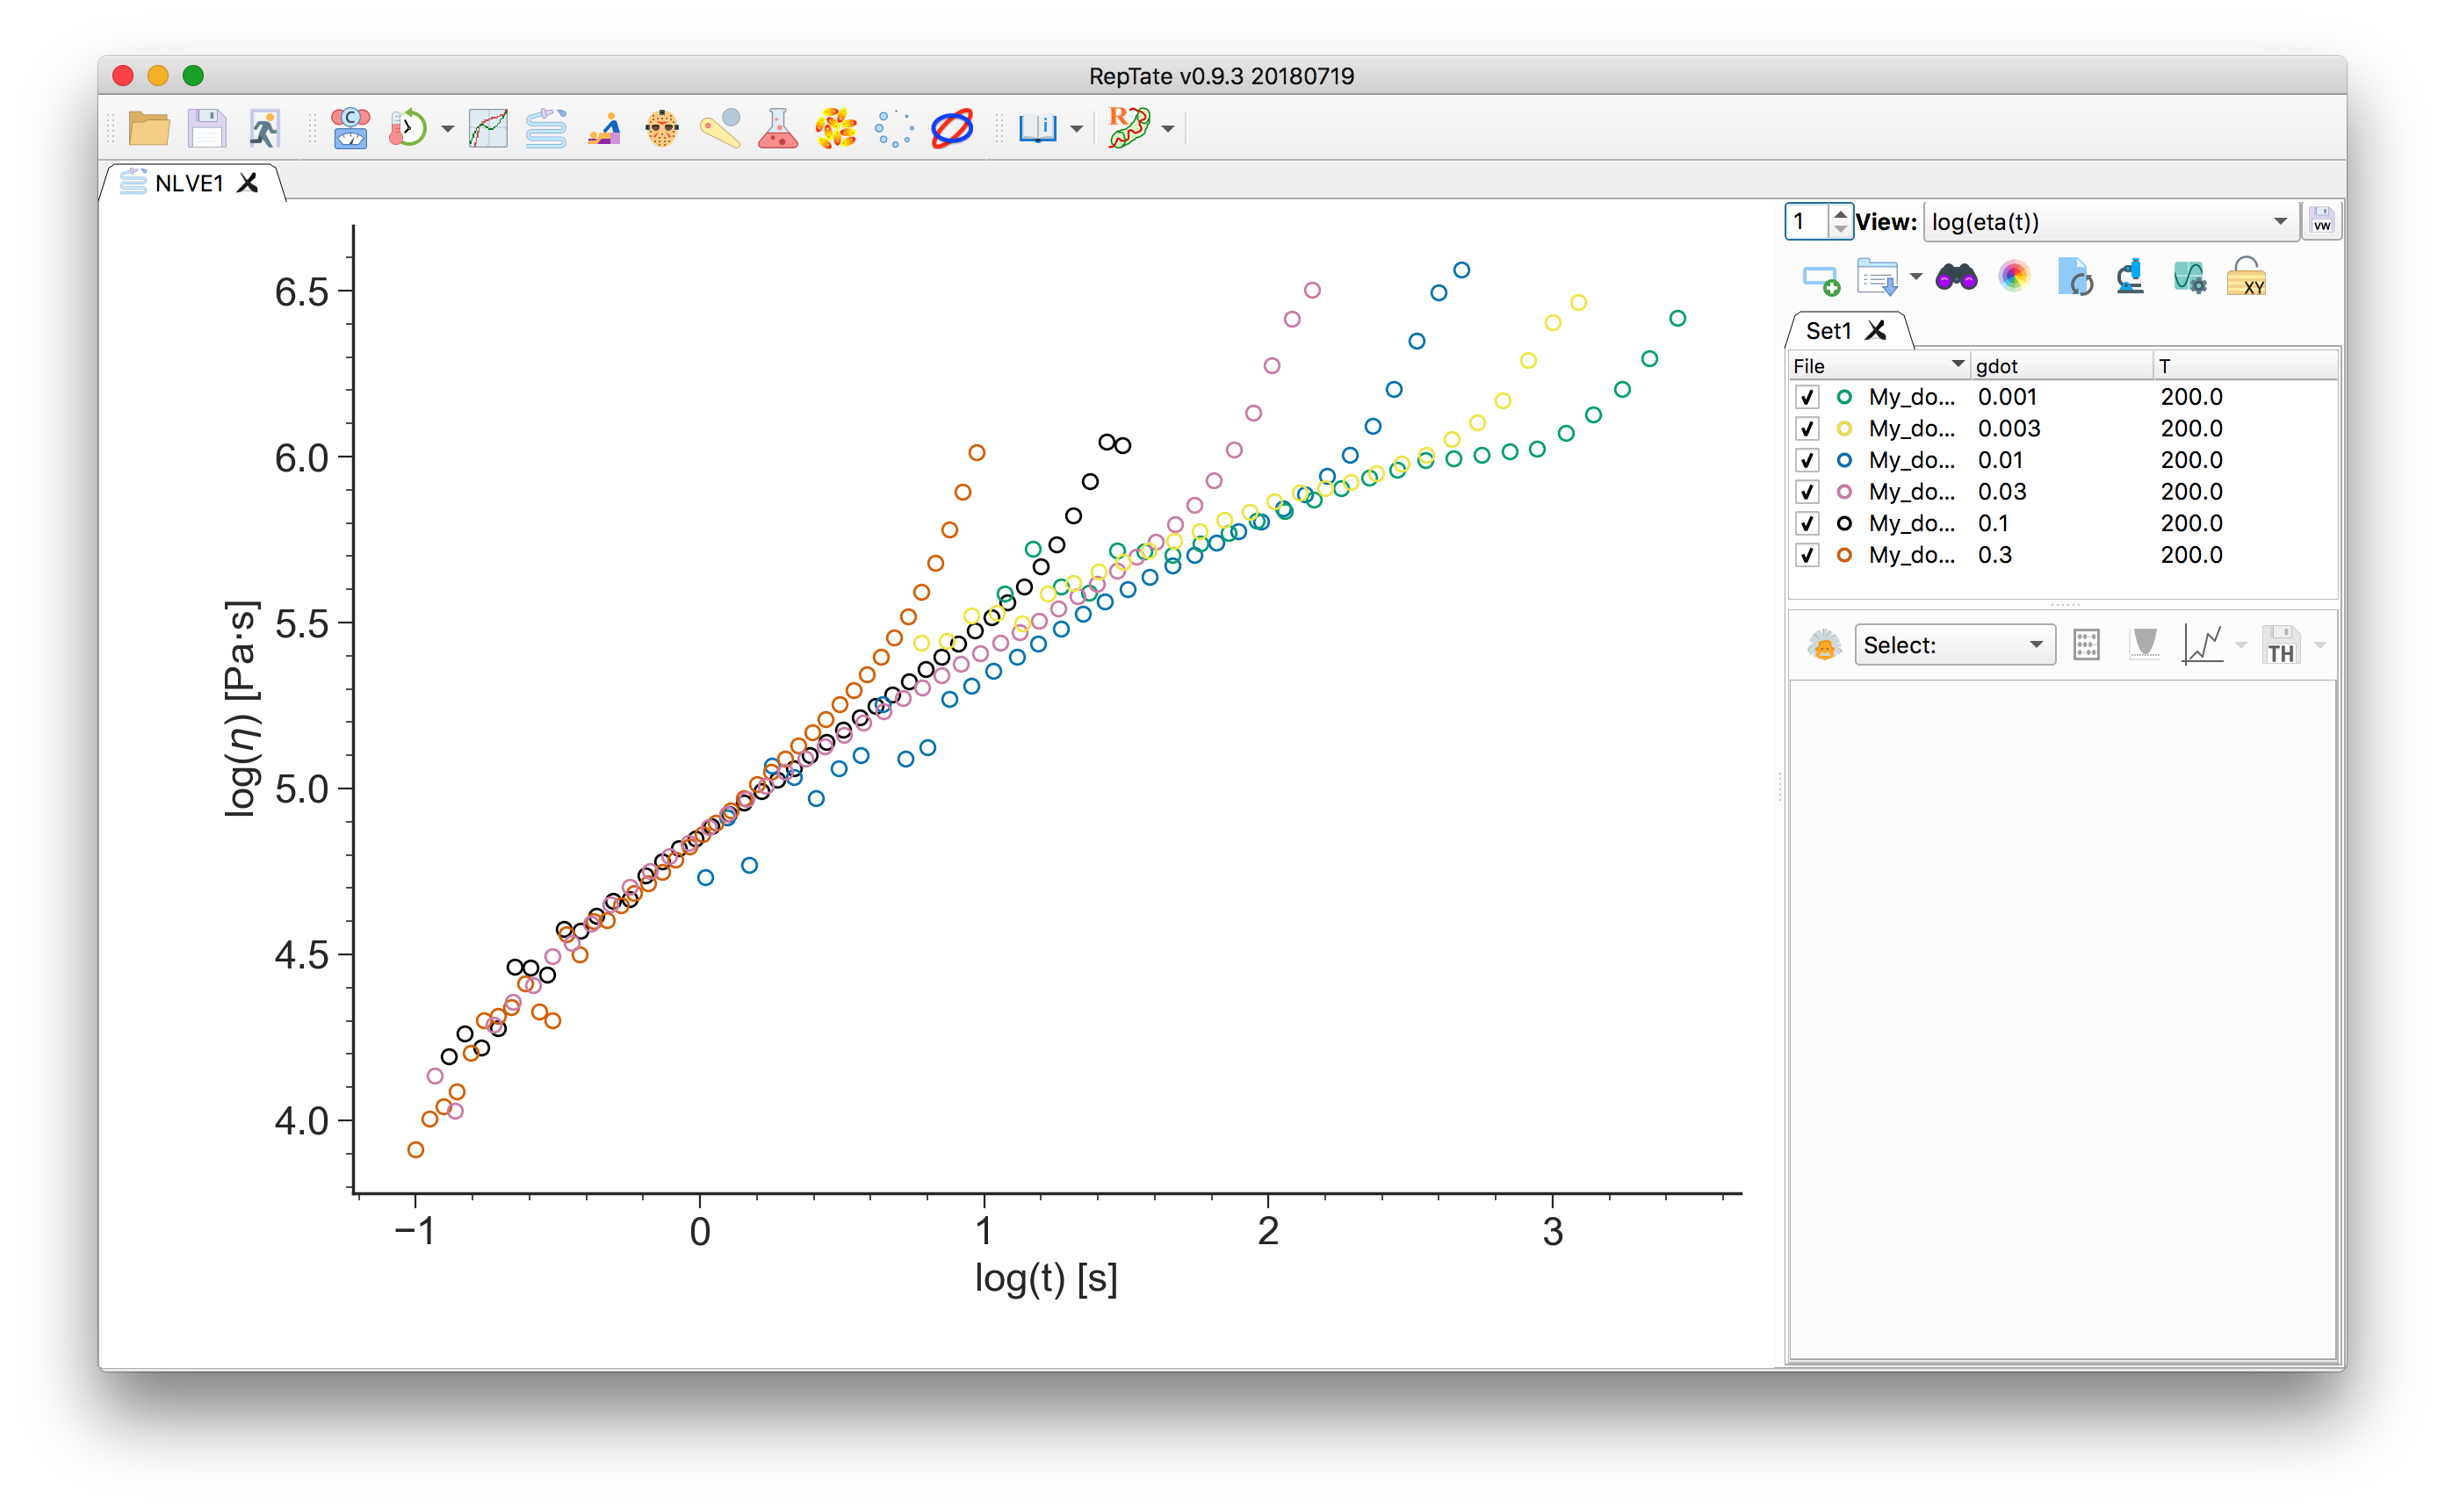 RepTate v0.9.3 20180719
NLVE1
1 View: log(eta(t))
VW
XY
Set1
File gdot T
My_do... 0.001 200.0
My_do... 0.003 200.0
My_do... 0.01 200.0
My_do... 0.03 200.0
My_do... 0.1 200.0
My_do... 0.3 200.0
Select:
TH
6.5
6.0
5.5
5.0
4.5
4.0
log(η) [Pa·s]
−1 0 1 2 3
log(t) [s]
C
i
R